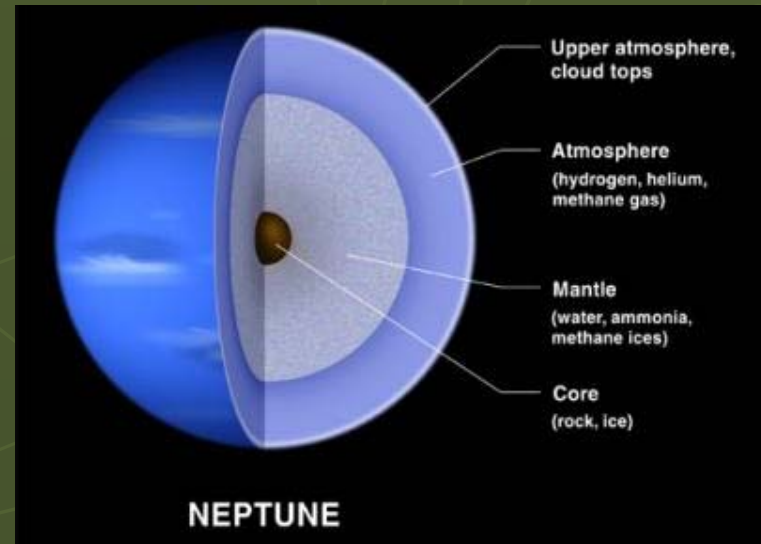 Upper atmosphere,
cloud tops
Atmosphere
(hydrogen, helium,
methane gas)
Mantle
(water, ammonia,
methane ices)
Core
(rock, ice)
NEPTUNE